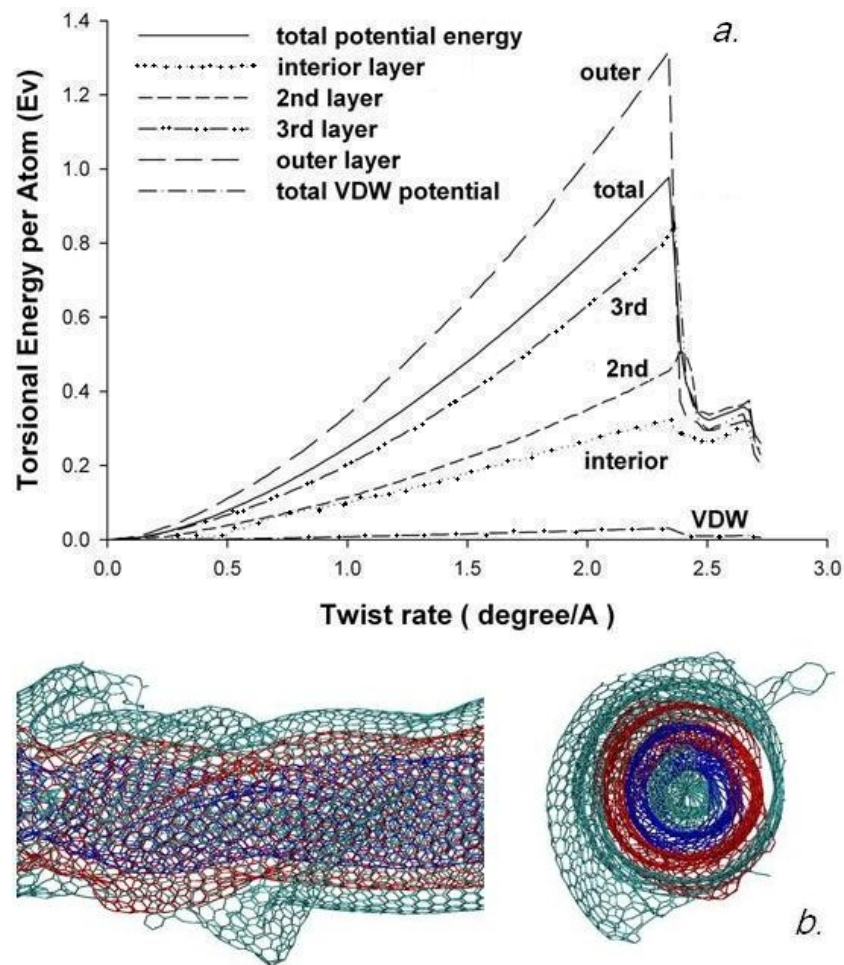 a.
total potential energy
interior layer
2nd layer
3rd layer
outer layer
total VDW potential
outer
total
3rd
2nd
interior
VDW
Torsional Energy per Atom (Ev)
1.4
1.2
1.0
0.8
0.6
0.4
0.2
0.0
0.0 0.5 1.0 1.5 2.0 2.5 3.0
Twist rate ( degree/A )
b.